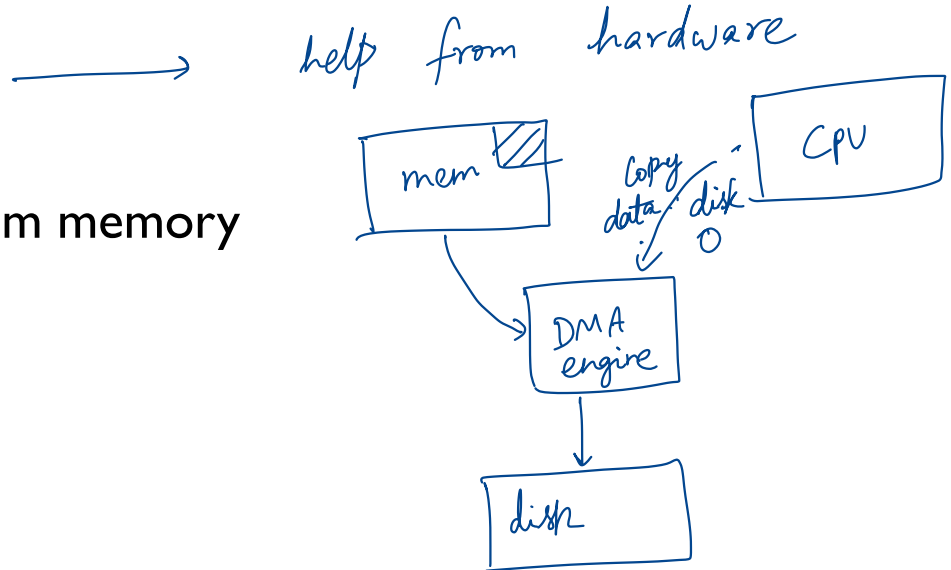 help from hardware
CPU
mem
copy
data disk
0
m memory
DMA
engine
disk